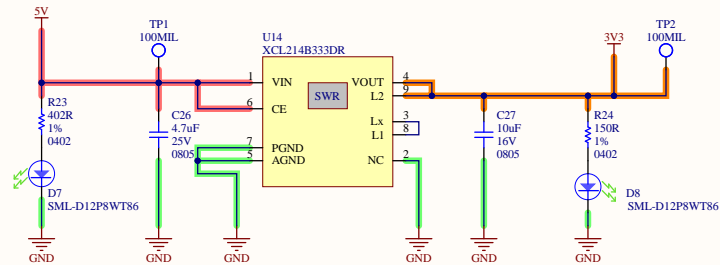 5V
TP1
100MIL
U14
XCL214B333DR
3V3
TP2
100MIL
1 VIN
VOUT 4
L2 9
6 CE
SWR
Lx 3
L1 8
7 PGND
5 AGND
NC 2
R23
402R
1%
0402
C26
4.7uF
25V
0805
C27
10uF
16V
0805
R24
150R
1%
0402
D7
SML-D12P8WT86
D8
SML-D12P8WT86
GND
GND
GND
GND
GND
GND